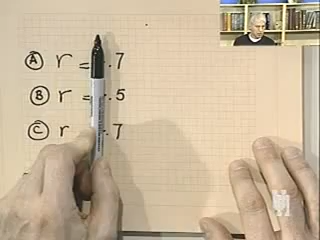 Ⓐ r = .7
Ⓑ r = .5
Ⓒ r .7